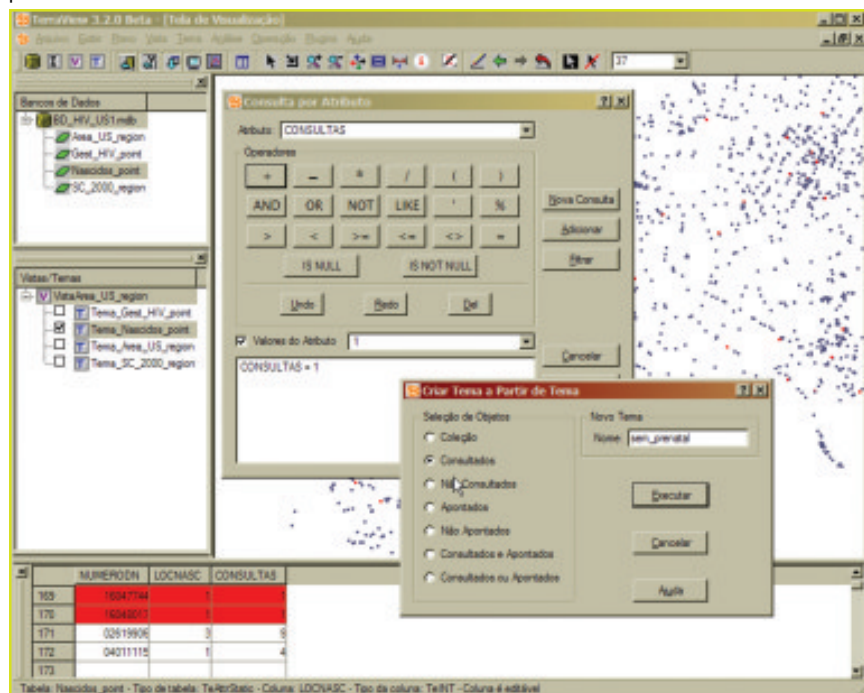 TerraView 3.2.0 Beta - [Tela de Visualização]
Arquivo Exibir Plano Vista Tema Análise Operação Plugins Ajuda
37
Bancos de Dados
BD_HIV_US1.mdb
Area_US_region
Gest_HIV_point
Nascidos_point
SC_2000_region
Vistas/Temas
VistaArea_US_region
Tema_Gest_HIV_point
Tema_Nascidos_point
Tema_Area_US_region
Tema_SC_2000_region
Consulta por Atributo
Atributo: CONSULTAS
Operadores
+ - * / ( )
AND OR NOT LIKE ' %
> < >= <= <> =
IS NULL IS NOT NULL
Undo Redo Del
Valores do Atributo 1
CONSULTAS = 1
Nova Consulta
Adicionar
Filtrar
Cancelar
Criar Tema a Partir de Tema
Seleção de Objetos
Coleção
Consultados
Não Consultados
Apontados
Não Apontados
Consultados e Apontados
Consultados ou Apontados
Novo Tema
Nome: sem_prenatal
Executar
Cancelar
Ajuda
NUMERODN LOCNASC CONSULTAS
169 16047744 1 1
170 1 1
171 02619906 3
172 04011115 1 4
173
Tabela: Nascidos_point - Tipo de tabela: TeAttrStatic - Coluna: LOCNASC - Tipo da coluna: TeINT - Coluna é editável